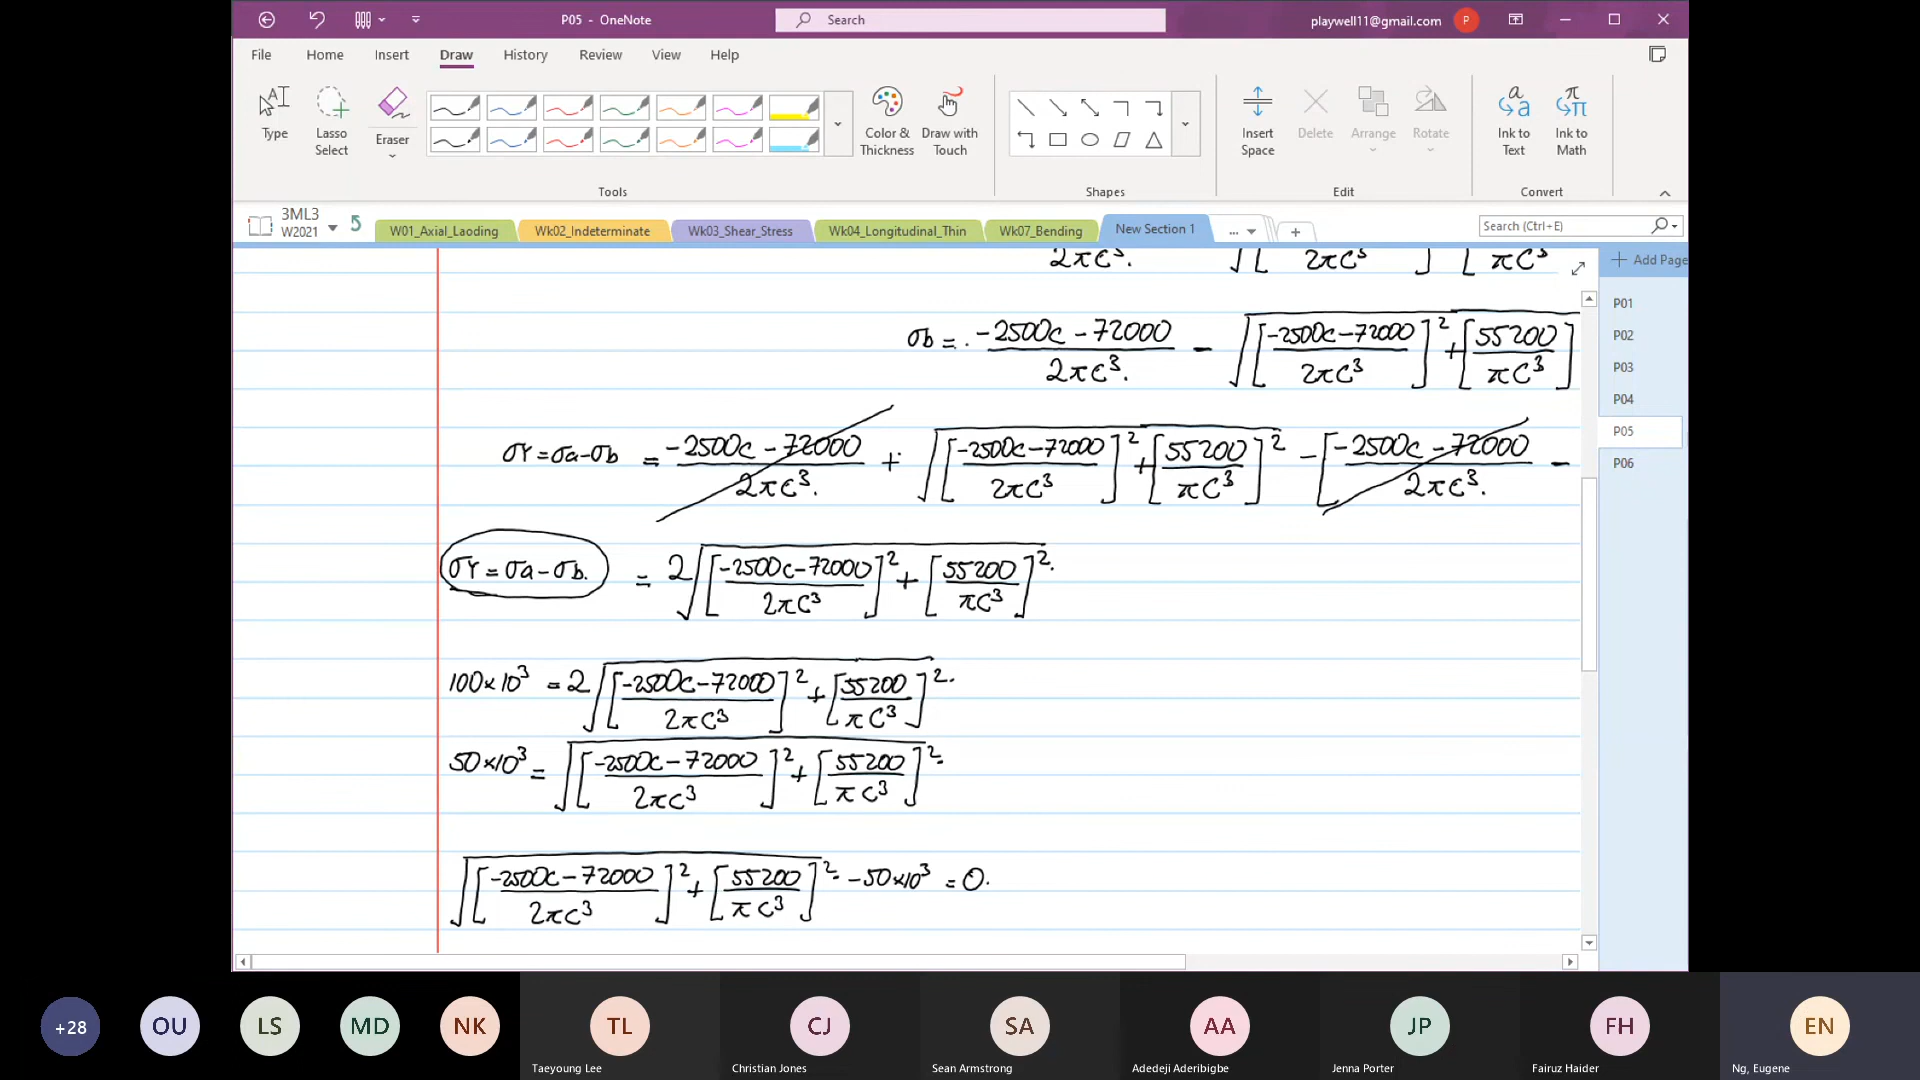 P05 - OneNote
Search
playwell11@gmail.com P
File Home Insert Draw History Review View Help
Type
Lasso Select
Eraser
Color & Thickness
Draw with Touch
Insert Space
Delete
Arrange
Rotate
Ink to Text
Ink to Math
Tools Shapes Edit Convert
3ML3 W2021
W01_Axial_Laoding Wk02_Indeterminate Wk03_Shear_Stress Wk04_Longitudinal_Thin Wk07_Bending New Section 1 ... +
Search (Ctrl+E)
Add Page
P01
P02
P03
P04
P05
P06
2πc³. √[ 2πc³ ] [ πc³
σb = -2500c - 72000 / 2πc³. - √[-2500c-72000 / 2πc³]² + [55200 / πc³]
σY = σa-σb = -2500c - 72000 / 2πc³. + √[-2500c-72000 / 2πc³]² + [55200 / πc³]² - [-2500c - 72000 / 2πc³. -
σY = σa - σb. = 2√[-2500c-72000 / 2πc³]² + [55200 / πc³]².
100×10³ = 2√[-2500c-72000 / 2πc³]² + [55200 / πc³]².
50×10³ = √[-2500c-72000 / 2πc³]² + [55200 / πc³]².
√[-2500c-72000 / 2πc³]² + [55200 / πc³]². - 50×10³ = 0.
+28 OU LS MD NK TL CJ SA AA JP FH EN
Taeyoung Lee Christian Jones Sean Armstrong Adedeji Aderibigbe Jenna Porter Fairuz Haider Ng, Eugene